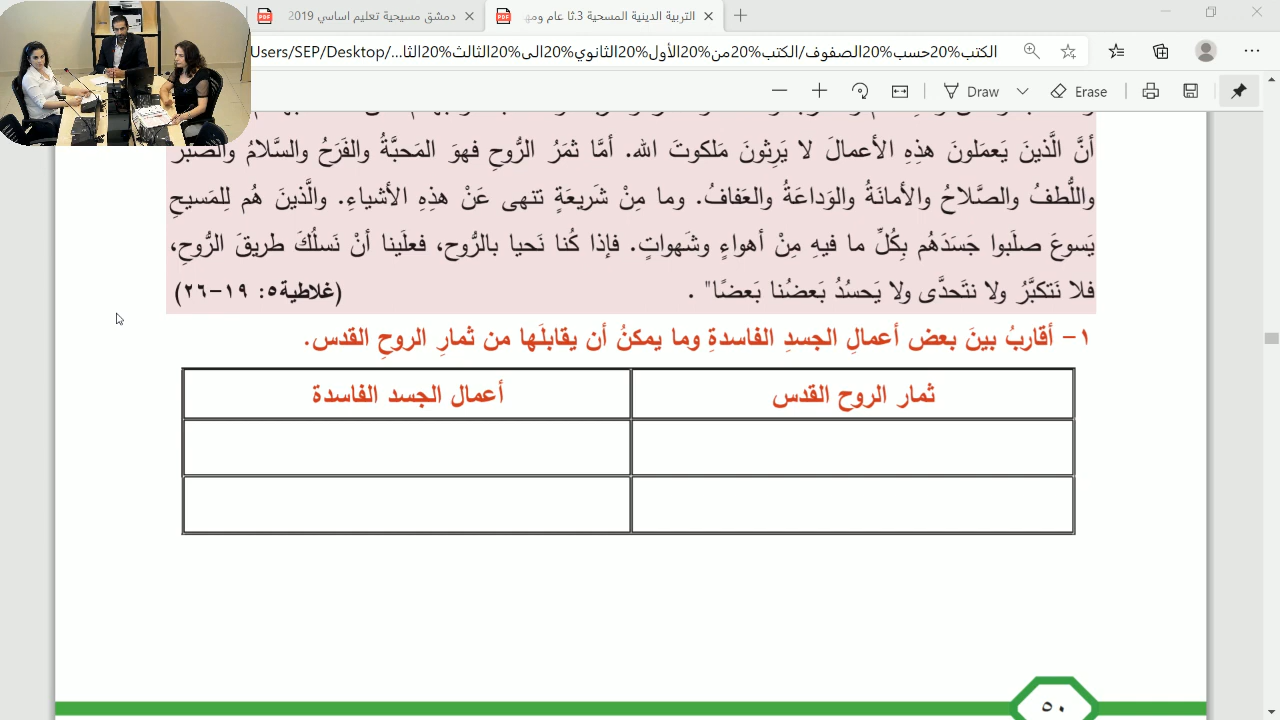 دمشق مسيحية تعليم اساسي 2019
التربية الدينية المسحية 3.ثا عام ومه
Users/SEP/Desktop/...الكتب%20حسب%20الصفوف/الكتب%20من%20الأول%20الثانوي%20الى%20الثالث%20الثا
Draw
Erase
أنَّ الَّذينَ يَعمَلونَ هذِهِ الأعمالَ لا يَرِثونَ مَلكوتَ الله. أمَّا ثمَرُ الرُّوحِ فهوَ المَحبَّةُ والفَرَحُ والسَّلامُ والصَّبْرُ
واللُّطفُ والصَّلاحُ والأمانَةُ والوَداعَةُ والعَفافُ. وما مِنْ شَريعَةٍ تنهى عَنْ هذِهِ الأشياءِ. والَّذينَ هُم لِلمَسيحِ
يَسوعَ صلَبوا جَسَدَهُم بِكُلِّ ما فيهِ مِنْ أهواءٍ وشَهواتٍ. فإذا كُنا نَحيا بالرُّوح، فعلَينا أنْ نَسلُكَ طريقَ الرُّوحِ،
فلا نَتكبَّرُ ولا نتَحدَّى ولا يَحسُدُ بَعضُنا بَعضًا" . (غلاطية٥: ١٩-٢٦)
١- أقاربُ بينَ بعض أعمالِ الجسدِ الفاسدةِ وما يمكنُ أن يقابلَها من ثمارِ الروحِ القدس.
ثمار الروح القدس
أعمال الجسد الفاسدة
٥٠